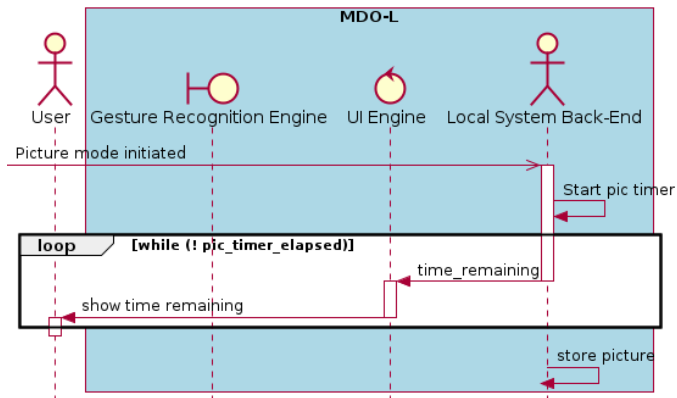 MDO-L
User
Gesture Recognition Engine
UI Engine
Local System Back-End
Picture mode initiated
Start pic timer
loop
[while (! pic_timer_elapsed)]
time_remaining
show time remaining
store picture